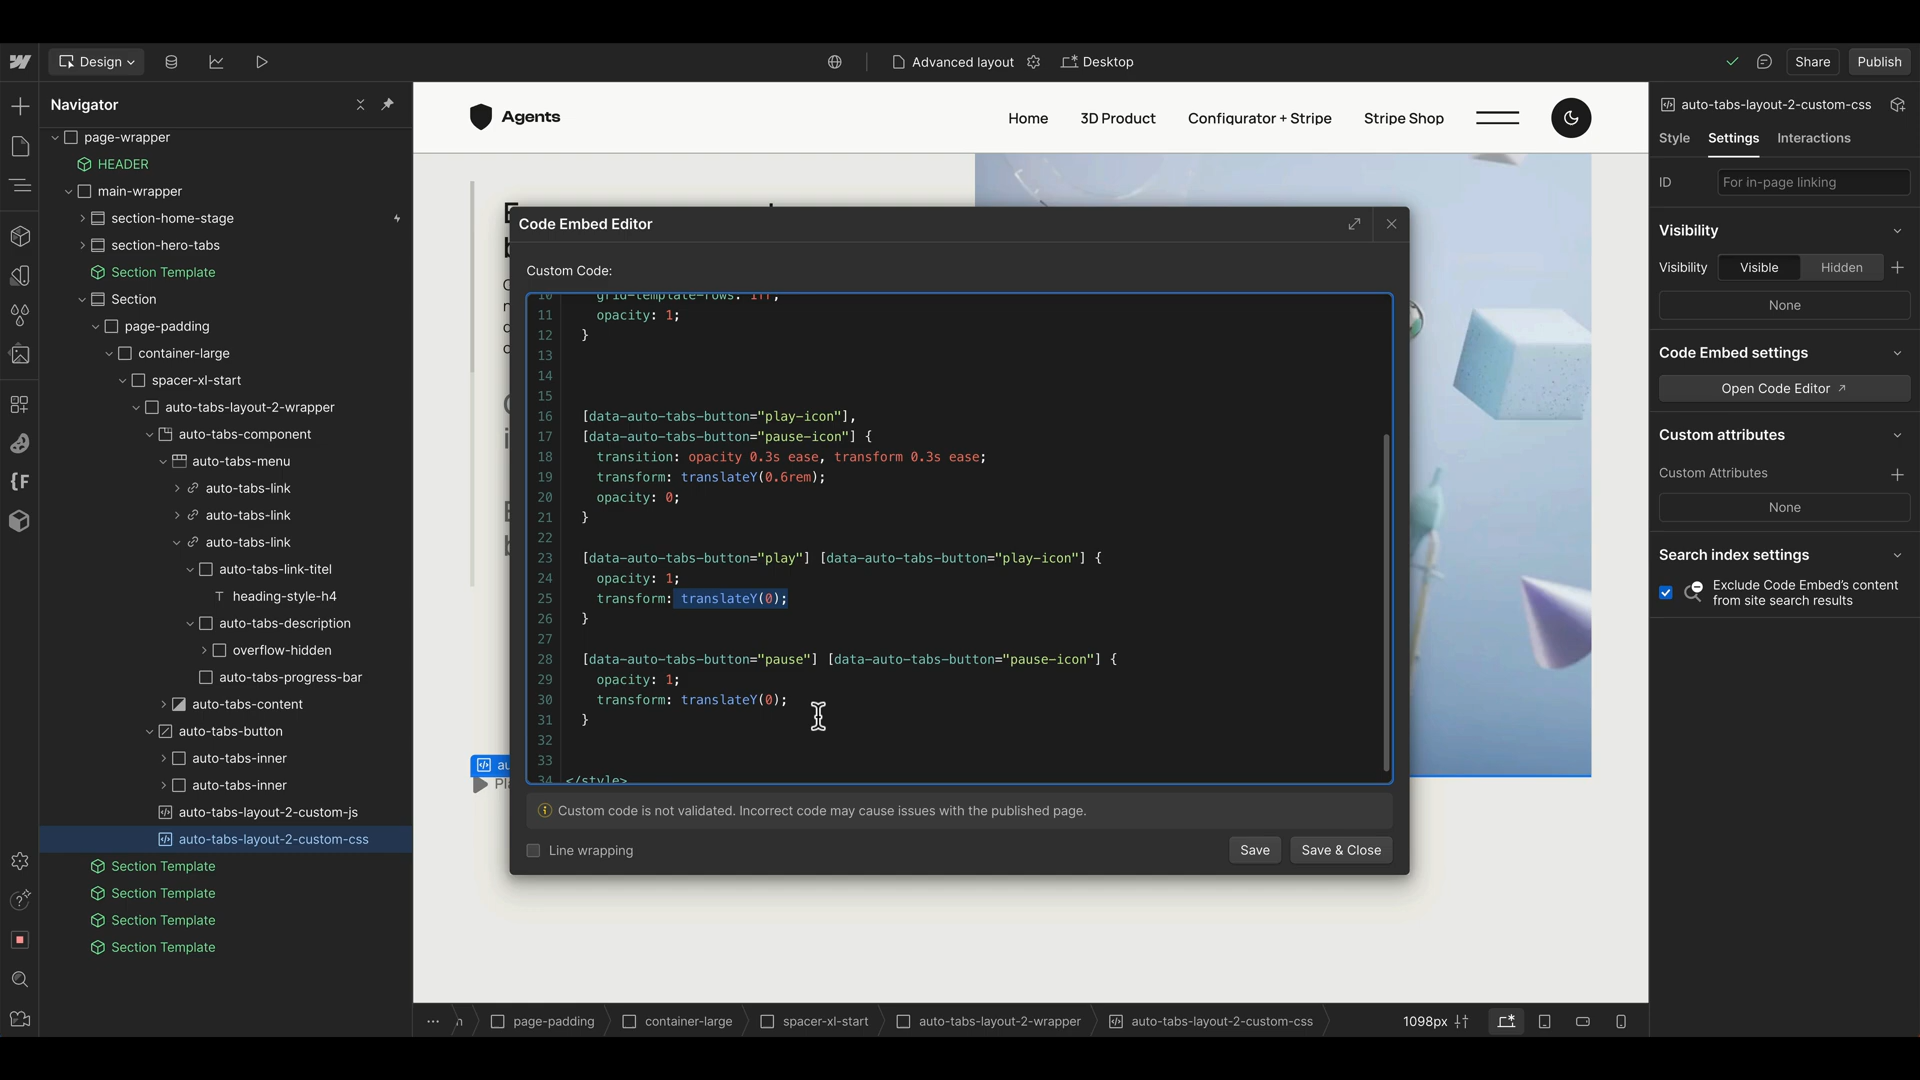 Design
Advanced layout
Desktop
Share
Publish
Navigator
page-wrapper
HEADER
main-wrapper
section-home-stage
section-hero-tabs
Section Template
Section
page-padding
container-large
spacer-xl-start
auto-tabs-layout-2-wrapper
auto-tabs-component
auto-tabs-menu
auto-tabs-link
auto-tabs-link
auto-tabs-link
auto-tabs-link-titel
heading-style-h4
auto-tabs-description
overflow-hidden
auto-tabs-progress-bar
auto-tabs-content
auto-tabs-button
auto-tabs-inner
auto-tabs-inner
auto-tabs-layout-2-custom-js
auto-tabs-layout-2-custom-css
Section Template
Section Template
Section Template
Section Template
Agents
Home
3D Product
Configurator + Stripe
Stripe Shop
Code Embed Editor
Custom Code:
10 grid-template-rows: 1fr;
11 opacity: 1;
12 }
13
14
15
16 [data-auto-tabs-button="play-icon"],
17 [data-auto-tabs-button="pause-icon"] {
18 transition: opacity 0.3s ease, transform 0.3s ease;
19 transform: translateY(0.6rem);
20 opacity: 0;
21 }
22
23 [data-auto-tabs-button="play"] [data-auto-tabs-button="play-icon"] {
24 opacity: 1;
25 transform: translateY(0);
26 }
27
28 [data-auto-tabs-button="pause"] [data-auto-tabs-button="pause-icon"] {
29 opacity: 1;
30 transform: translateY(0);
31 }
32
33
34 </style>
Custom code is not validated. Incorrect code may cause issues with the published page.
Line wrapping
Save
Save & Close
page-padding
container-large
spacer-xl-start
auto-tabs-layout-2-wrapper
auto-tabs-layout-2-custom-css
1098px
auto-tabs-layout-2-custom-css
Style
Settings
Interactions
ID
For in-page linking
Visibility
Visibility
Visible
Hidden
None
Code Embed settings
Open Code Editor
Custom attributes
Custom Attributes
None
Search index settings
Exclude Code Embed's content
from site search results